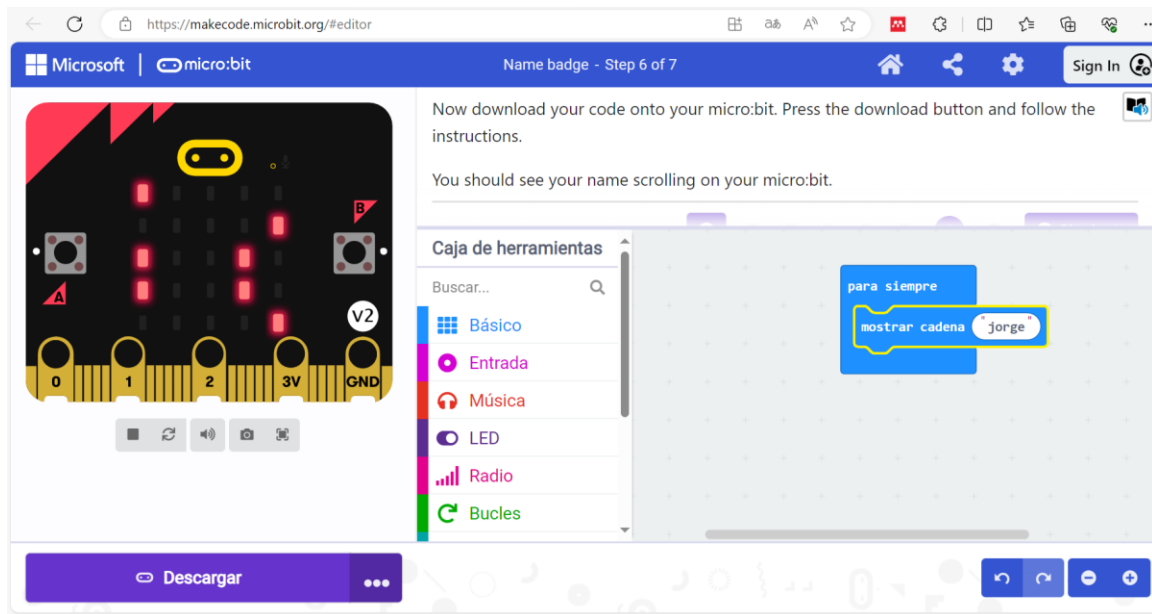 https://makecode.microbit.org/#editor
Microsoft | micro:bit
Name badge - Step 6 of 7
Sign In
Now download your code onto your micro:bit. Press the download button and follow the
instructions.
You should see your name scrolling on your micro:bit.
B
A
V2
0 1 2 3V GND
Caja de herramientas
Buscar...
Básico
Entrada
Música
LED
Radio
Bucles
para siempre
mostrar cadena "jorge"
Descargar